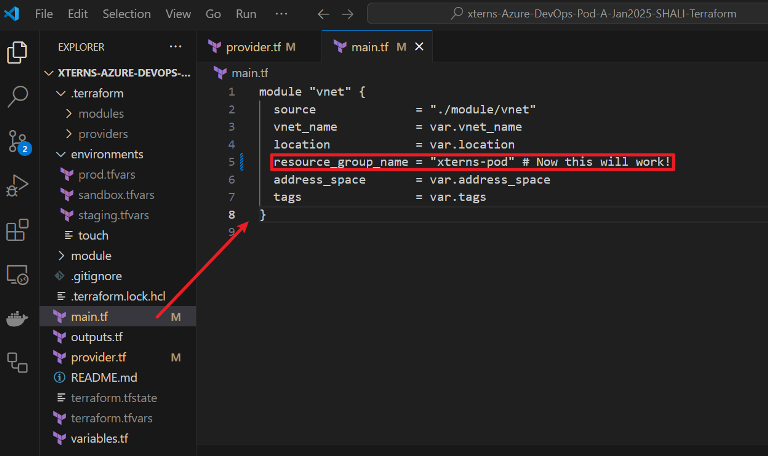 File Edit Selection View Go Run ···
xterns-Azure-DevOps-Pod-A-Jan2025-SHALI-Terraform
EXPLORER ···
XTERNS-AZURE-DEVOPS-...
.terraform
modules
providers
environments
prod.tfvars
sandbox.tfvars
staging.tfvars
touch
module
.gitignore
.terraform.lock.hcl
main.tf M
outputs.tf
provider.tf M
README.md
terraform.tfstate
terraform.tfvars
variables.tf
2
provider.tf M main.tf M
main.tf
1 module "vnet" {
2 source = "./module/vnet"
3 vnet_name = var.vnet_name
4 location = var.location
5 resource_group_name = "xterns-pod" # Now this will work!
6 address_space = var.address_space
7 tags = var.tags
8 }
9